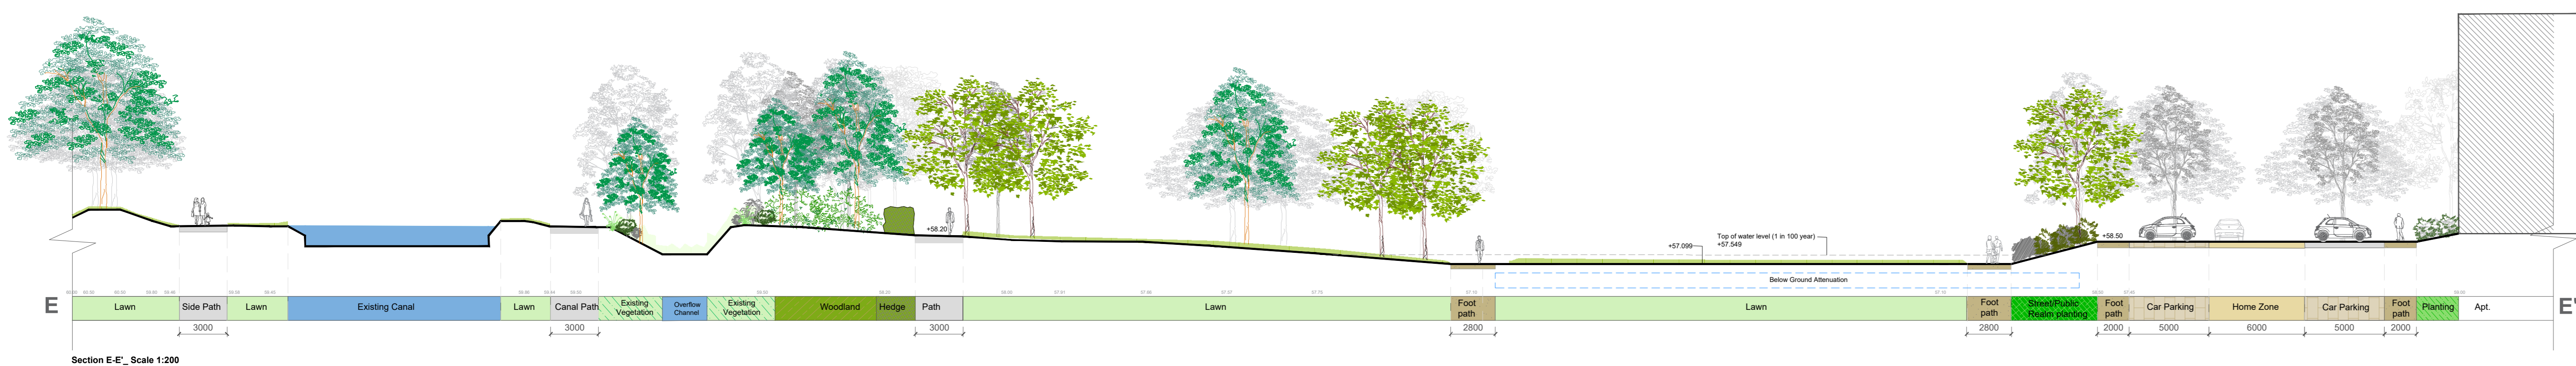 +58.20
+57.099
Top of water level (1 in 100 year)
+57.549
+58.50
Below Ground Attenuation
E
Lawn
Side Path
Lawn
Existing Canal
Lawn
Canal Path
Existing
Vegetation
Overflow
Channel
Existing
Vegetation
Woodland
Hedge
Path
Lawn
Foot
path
Lawn
Foot
path
Street/Public
Realm planting
Foot
path
Car Parking
Home Zone
Car Parking
Foot
path
Planting
Apt.
E'
3000
3000
3000
2800
2800
2000
5000
6000
5000
2000
Section E-E'_ Scale 1:200